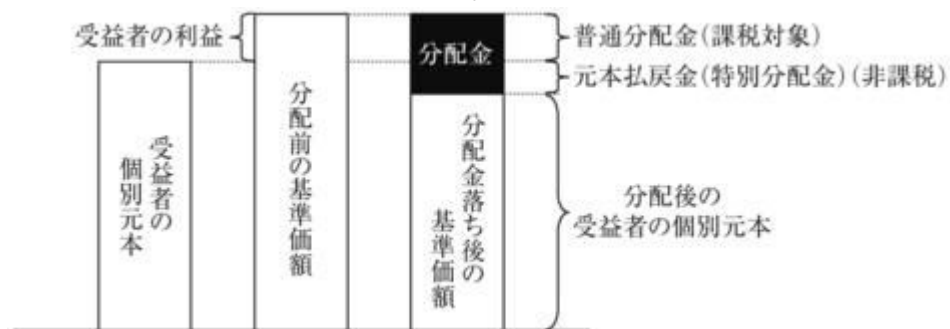 受益者の利益
分配金
普通分配金(課税対象)
元本払戻金(特別分配金)(非課税)
受益者の
個別元本
分配前の基準価額
分配金落ち後の
基準価額
分配後の
受益者の個別元本